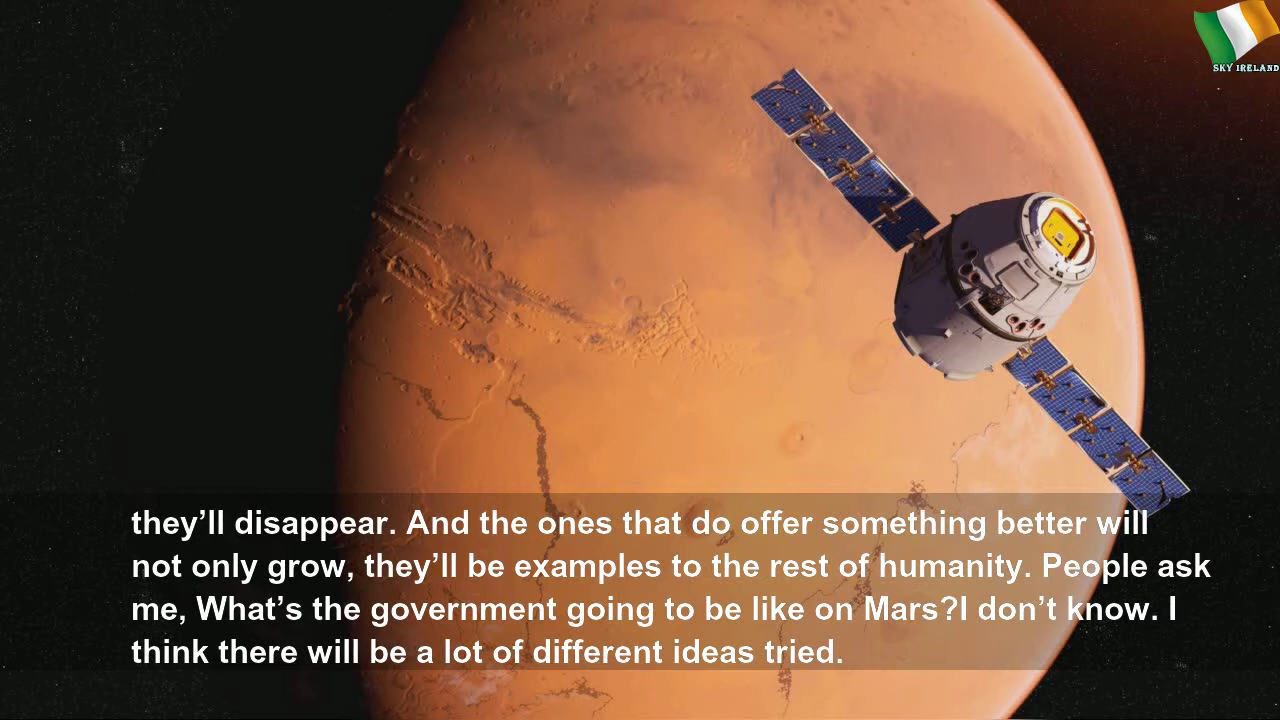 SKY IRELAND
they’ll disappear. And the ones that do offer something better will
not only grow, they’ll be examples to the rest of humanity. People ask
me, What’s the government going to be like on Mars?I don’t know. I
think there will be a lot of different ideas tried.